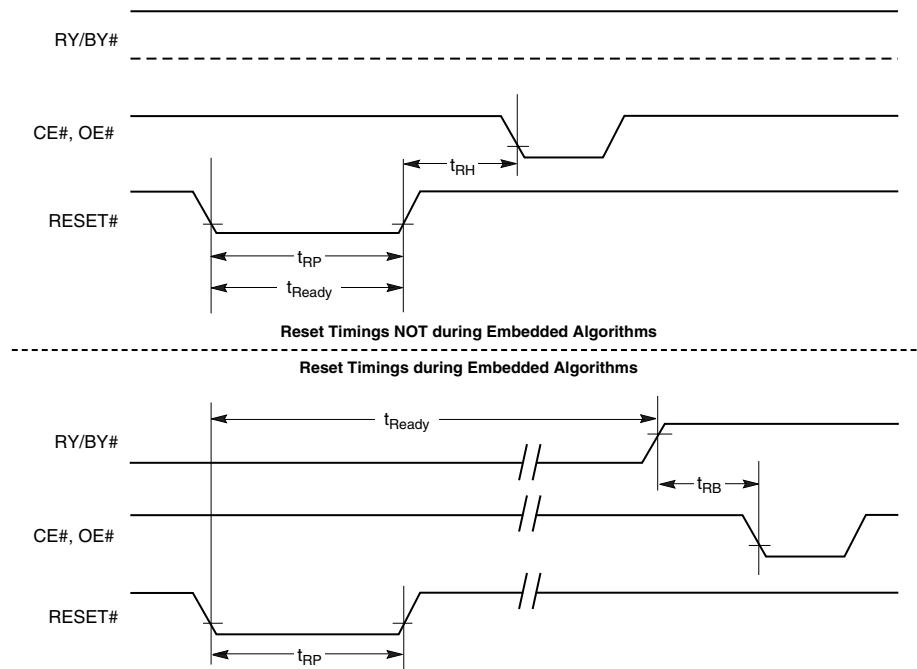 RY/BY#
CE#, OE#
tRH
RESET#
tRP
tReady
Reset Timings NOT during Embedded Algorithms
Reset Timings during Embedded Algorithms
tReady
RY/BY#
tRB
CE#, OE#
RESET#
tRP